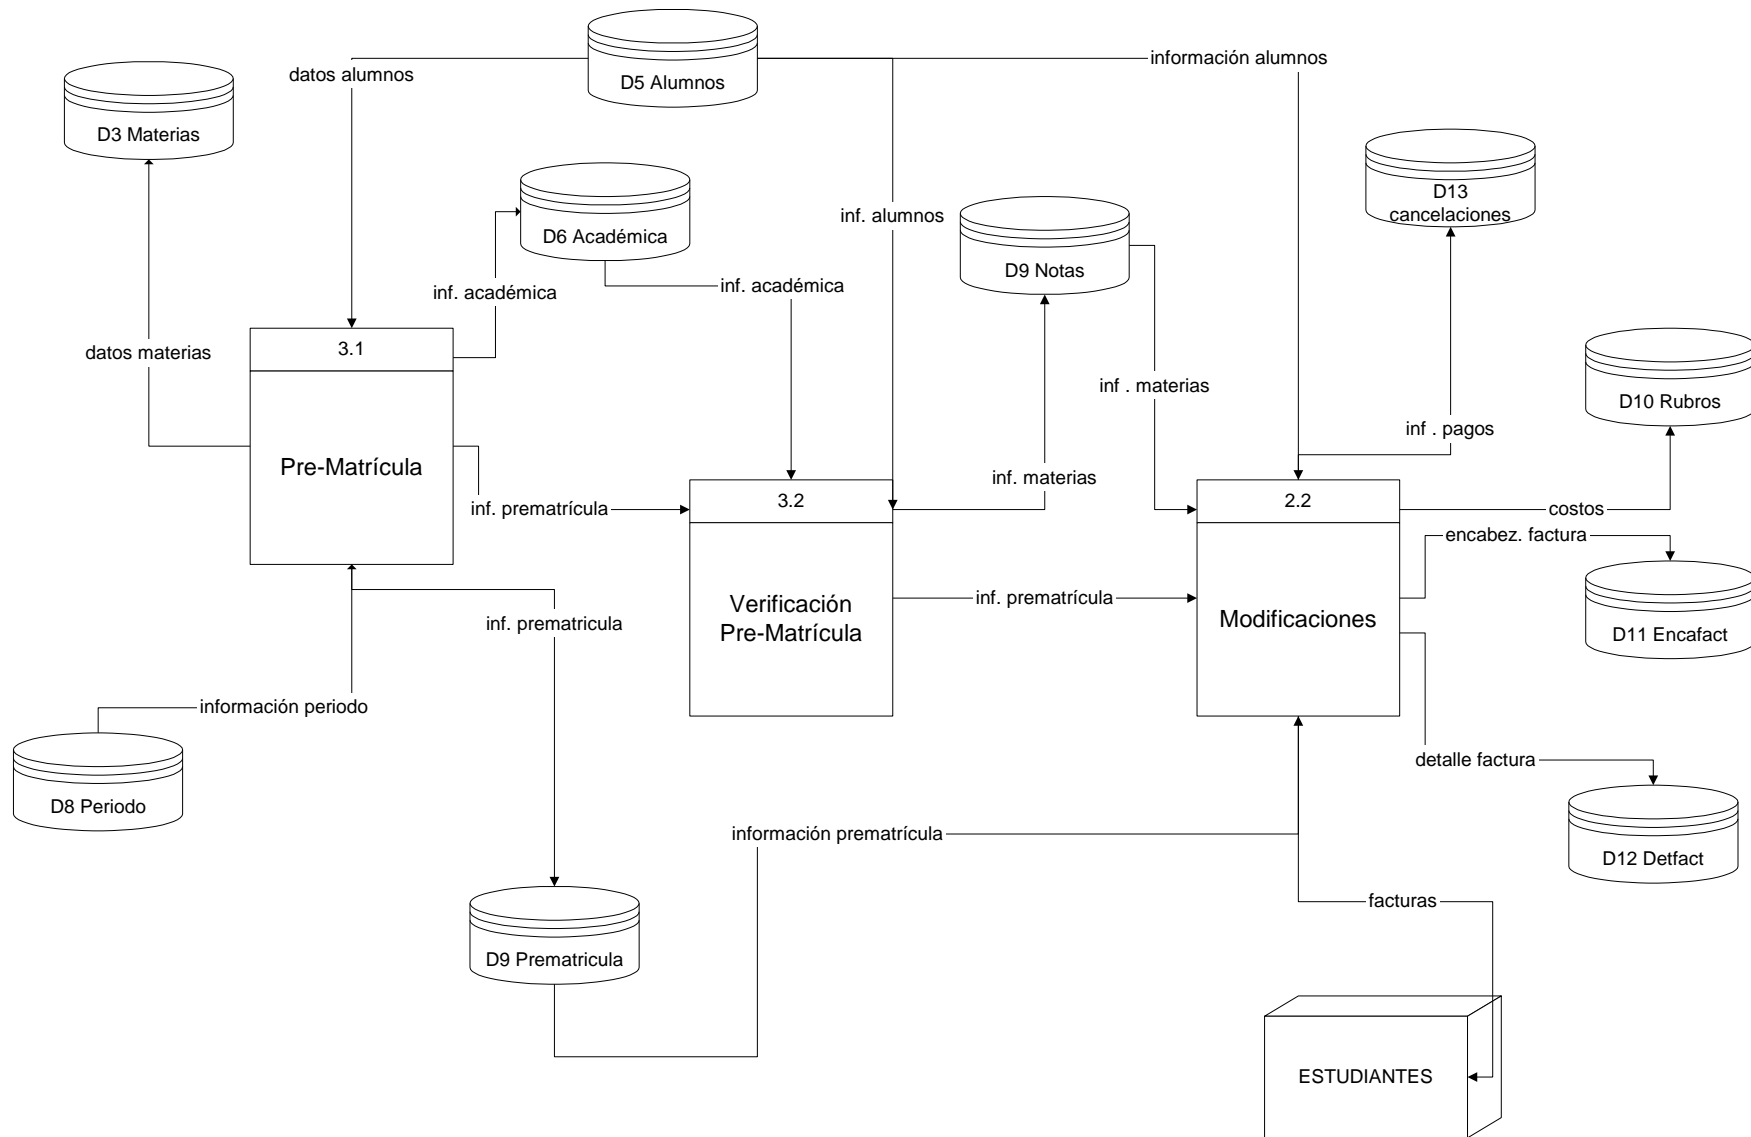 información alumnos
datos alumnos
D5 Alumnos
D3 Materias
D13
cancelaciones
inf. alumnos
D6 Académica
D9 Notas
inf. académica
inf. académica
3.1
datos materias
inf . materias
D10 Rubros
inf . pagos
Pre-Matrícula
inf. materias
3.2
2.2
inf. prematrícula
costos
encabez. factura
Verificación
Pre-Matrícula
inf. prematrícula
Modificaciones
inf. prematricula
D11 Encafact
información periodo
detalle factura
D8 Periodo
información prematrícula
D12 Detfact
facturas
D9 Prematricula
ESTUDIANTES